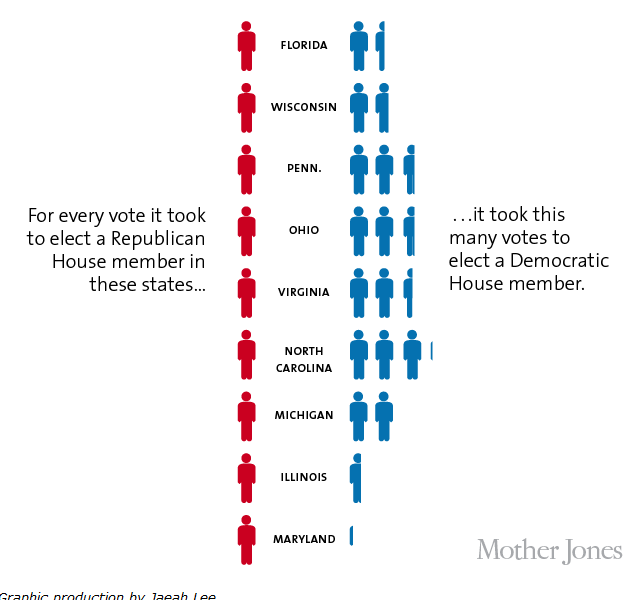 FLORIDA
WISCONSIN
PENN.
For every vote it took
to elect a Republican
House member in
these states...
OHIO
VIRGINIA
...it took this
many votes to
elect a Democratic
House member.
NORTH
CAROLINA
MICHIGAN
ILLINOIS
MARYLAND
Mother Jones
Graphic production by Jaeah Lee